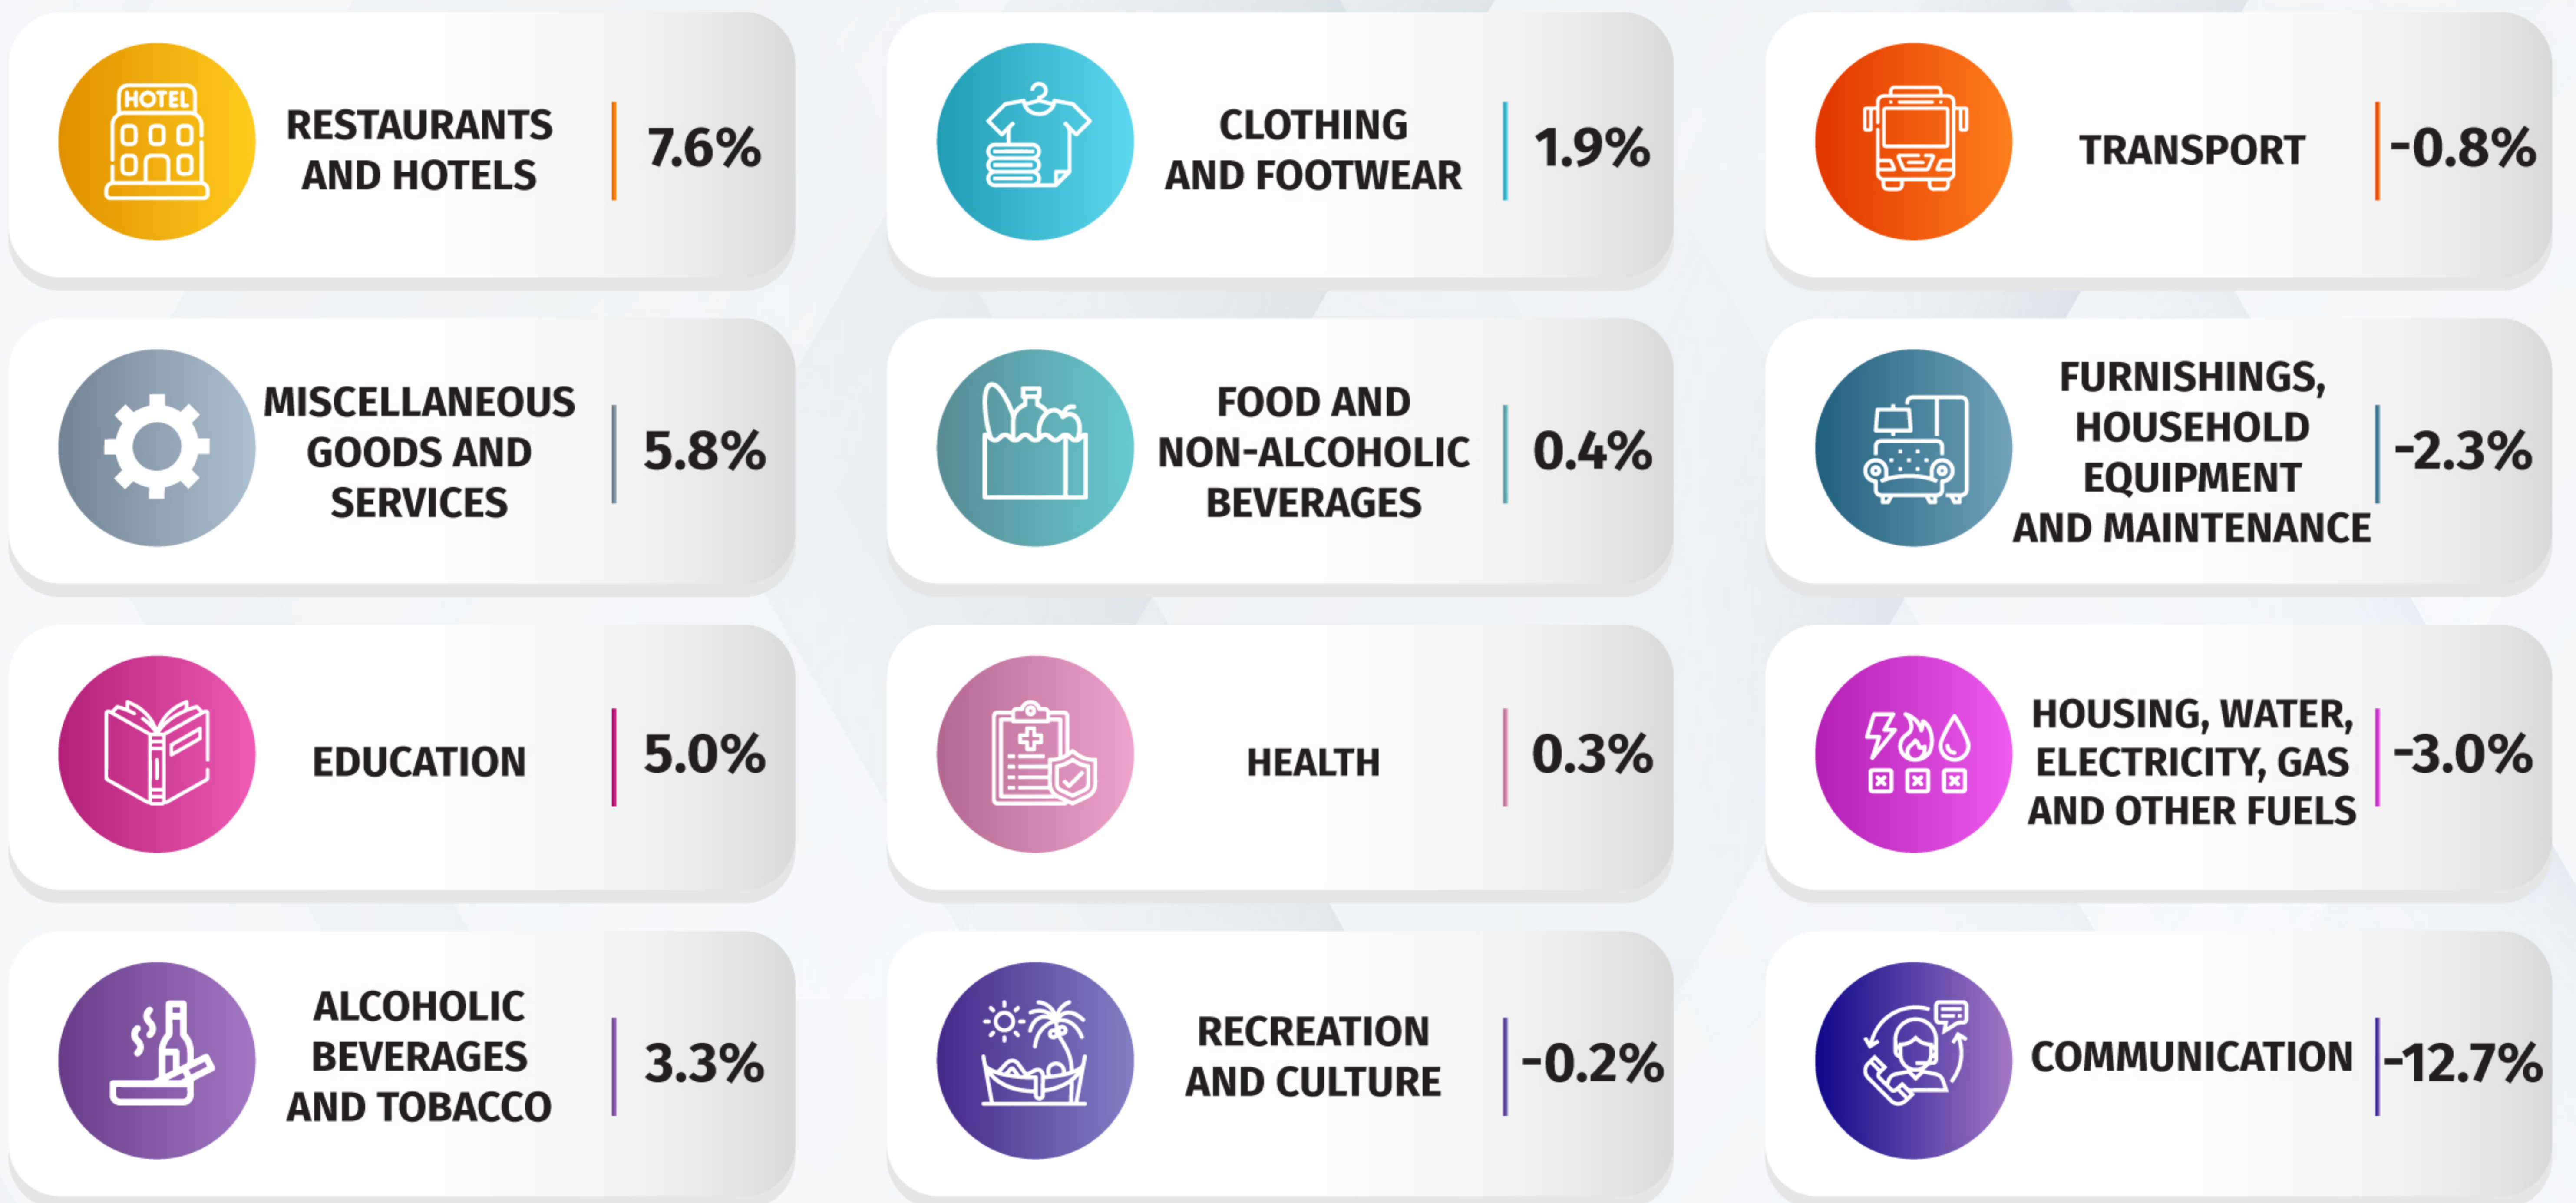 HOTEL
RESTAURANTS
AND HOTELS
7.6%
CLOTHING
AND FOOTWEAR
1.9%
TRANSPORT
-0.8%
MISCELLANEOUS
GOODS AND
SERVICES
5.8%
FOOD AND
NON-ALCOHOLIC
BEVERAGES
0.4%
FURNISHINGS,
HOUSEHOLD
EQUIPMENT
AND MAINTENANCE
-2.3%
EDUCATION
5.0%
HEALTH
0.3%
HOUSING, WATER,
ELECTRICITY, GAS
AND OTHER FUELS
-3.0%
ALCOHOLIC
BEVERAGES
AND TOBACCO
3.3%
RECREATION
AND CULTURE
-0.2%
COMMUNICATION
-12.7%